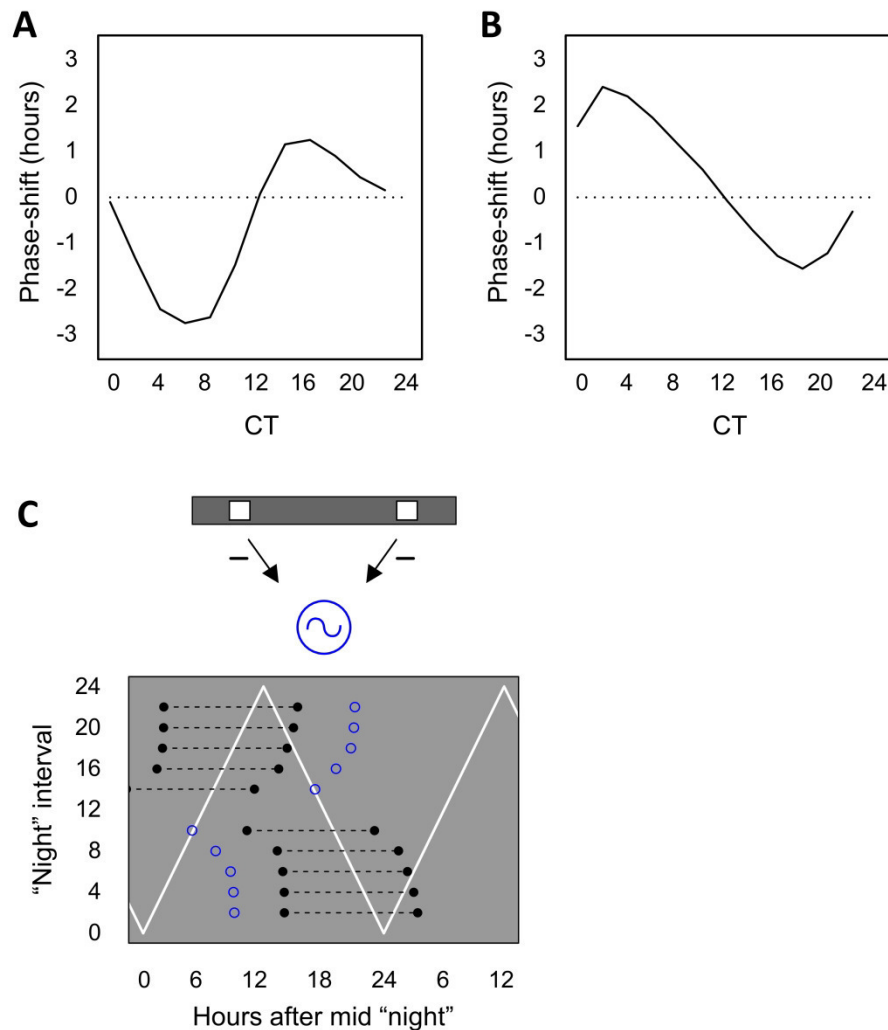 A
B
3
2
1
0
-1
-2
-3
Phase-shift (hours)
0 4 8 12 16 20 24
CT
3
2
1
0
-1
-2
-3
Phase-shift (hours)
0 4 8 12 16 20 24
CT
C
– –
24
20
16
12
8
4
0
“Night” interval
0 6 12 18 24 6 12
Hours after mid “night”